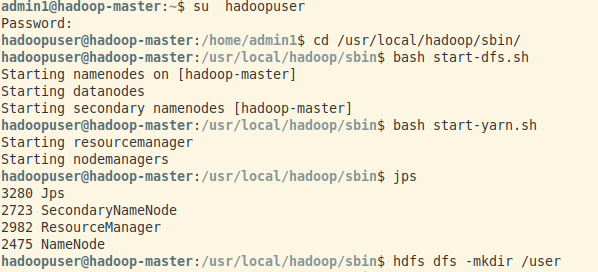 admin1@hadoop-master:~$ su  hadoopuser
Password:
hadoopuser@hadoop-master:/home/admin1$ cd /usr/local/hadoop/sbin/
hadoopuser@hadoop-master:/usr/local/hadoop/sbin$ bash start-dfs.sh
Starting namenodes on [hadoop-master]
Starting datanodes
Starting secondary namenodes [hadoop-master]
hadoopuser@hadoop-master:/usr/local/hadoop/sbin$ bash start-yarn.sh
Starting resourcemanager
Starting nodemanagers
hadoopuser@hadoop-master:/usr/local/hadoop/sbin$ jps
3280 Jps
2723 SecondaryNameNode
2982 ResourceManager
2475 NameNode
hadoopuser@hadoop-master:/usr/local/hadoop/sbin$ hdfs dfs -mkdir /user